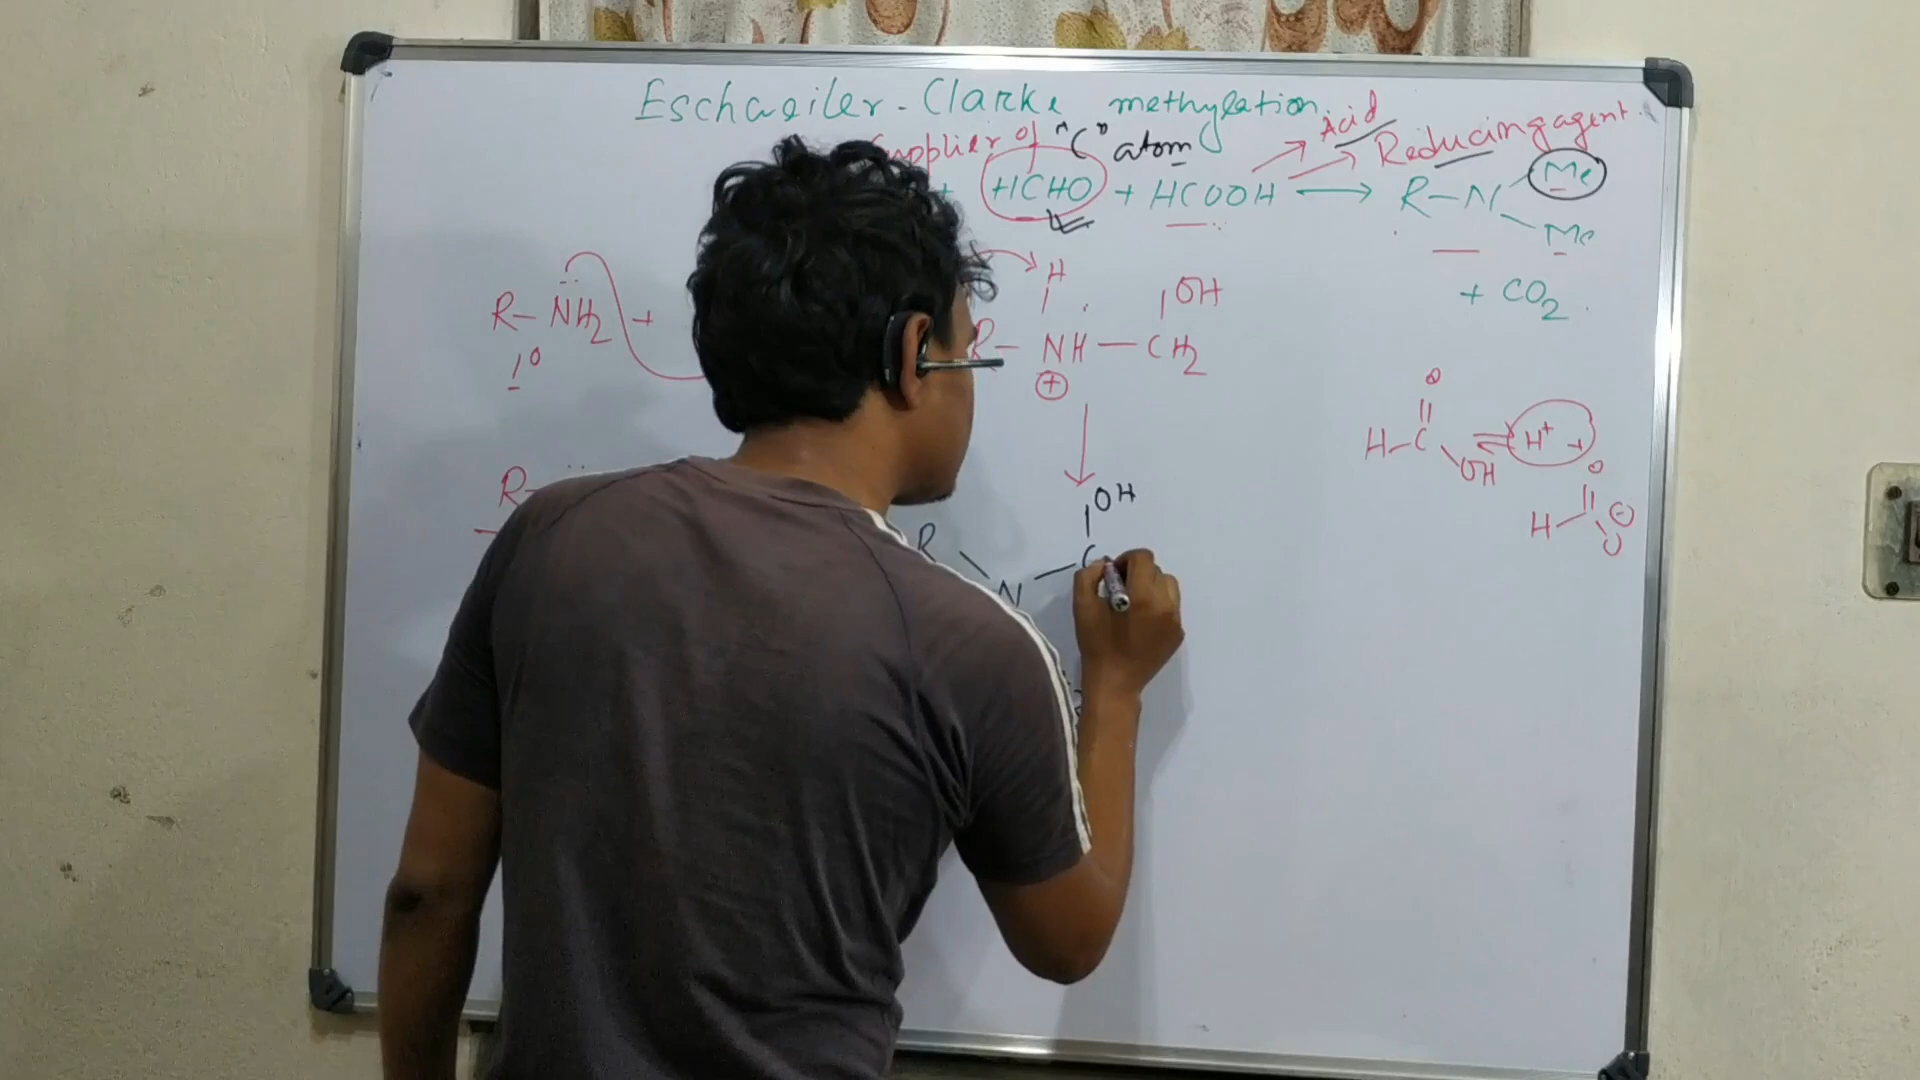 Eschweiler-Clarke methylation.
Supplier of "C" atom
Acid
Reducing agent.
+ HCHO + HCOOH ⟶ R-N
Me
Me
+ CO2
R-NH2 +
1°
H
R-NH-CH2
OH
⊕
H-C
O
OH
H+ +
H
O
⊖
O
R
OH
R
N
C